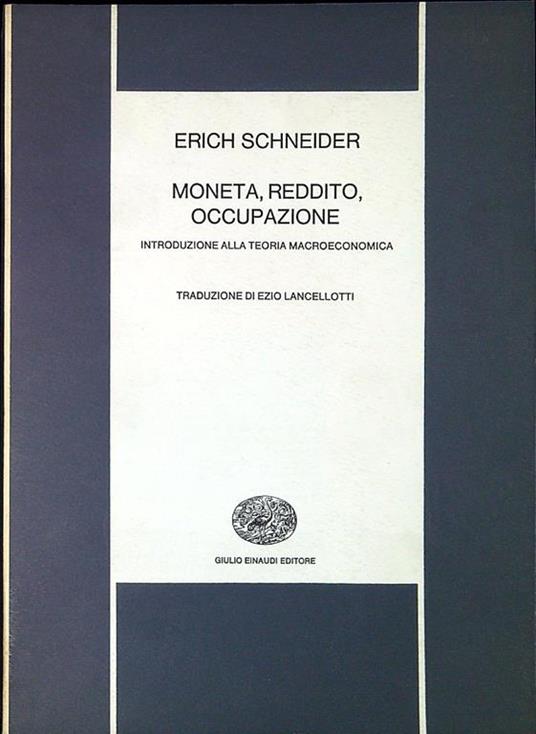 ERICH SCHNEIDER
MONETA, REDDITO,
OCCUPAZIONE
INTRODUZIONE ALLA TEORIA MACROECONOMICA
TRADUZIONE DI EZIO LANCELLOTTI
GIULIO EINAUDI EDITORE